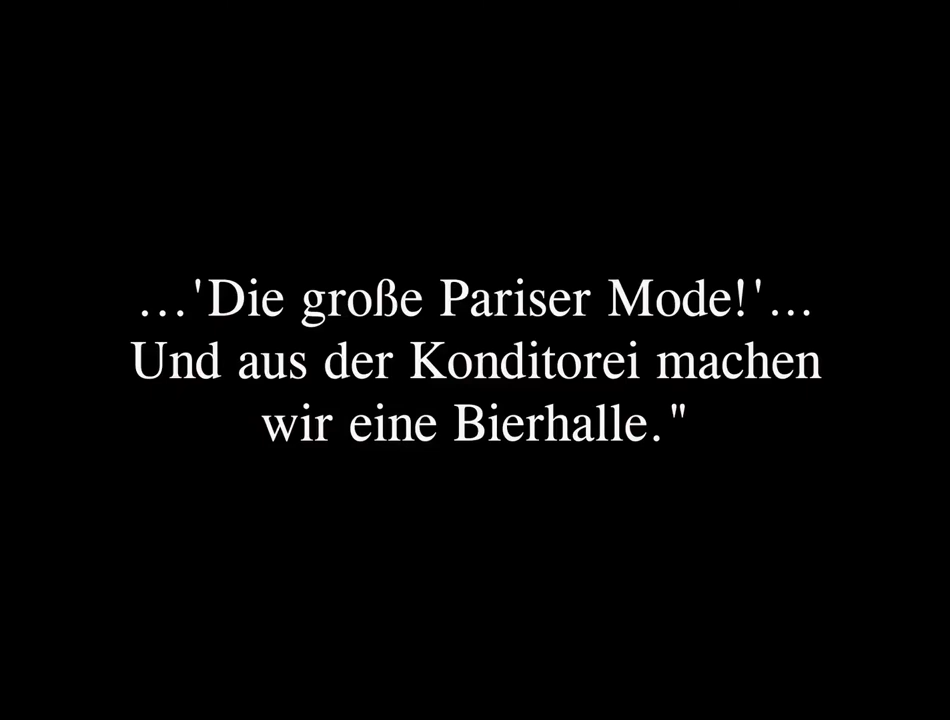 ...'Die große Pariser Mode!'...
Und aus der Konditorei machen
wir eine Bierhalle."